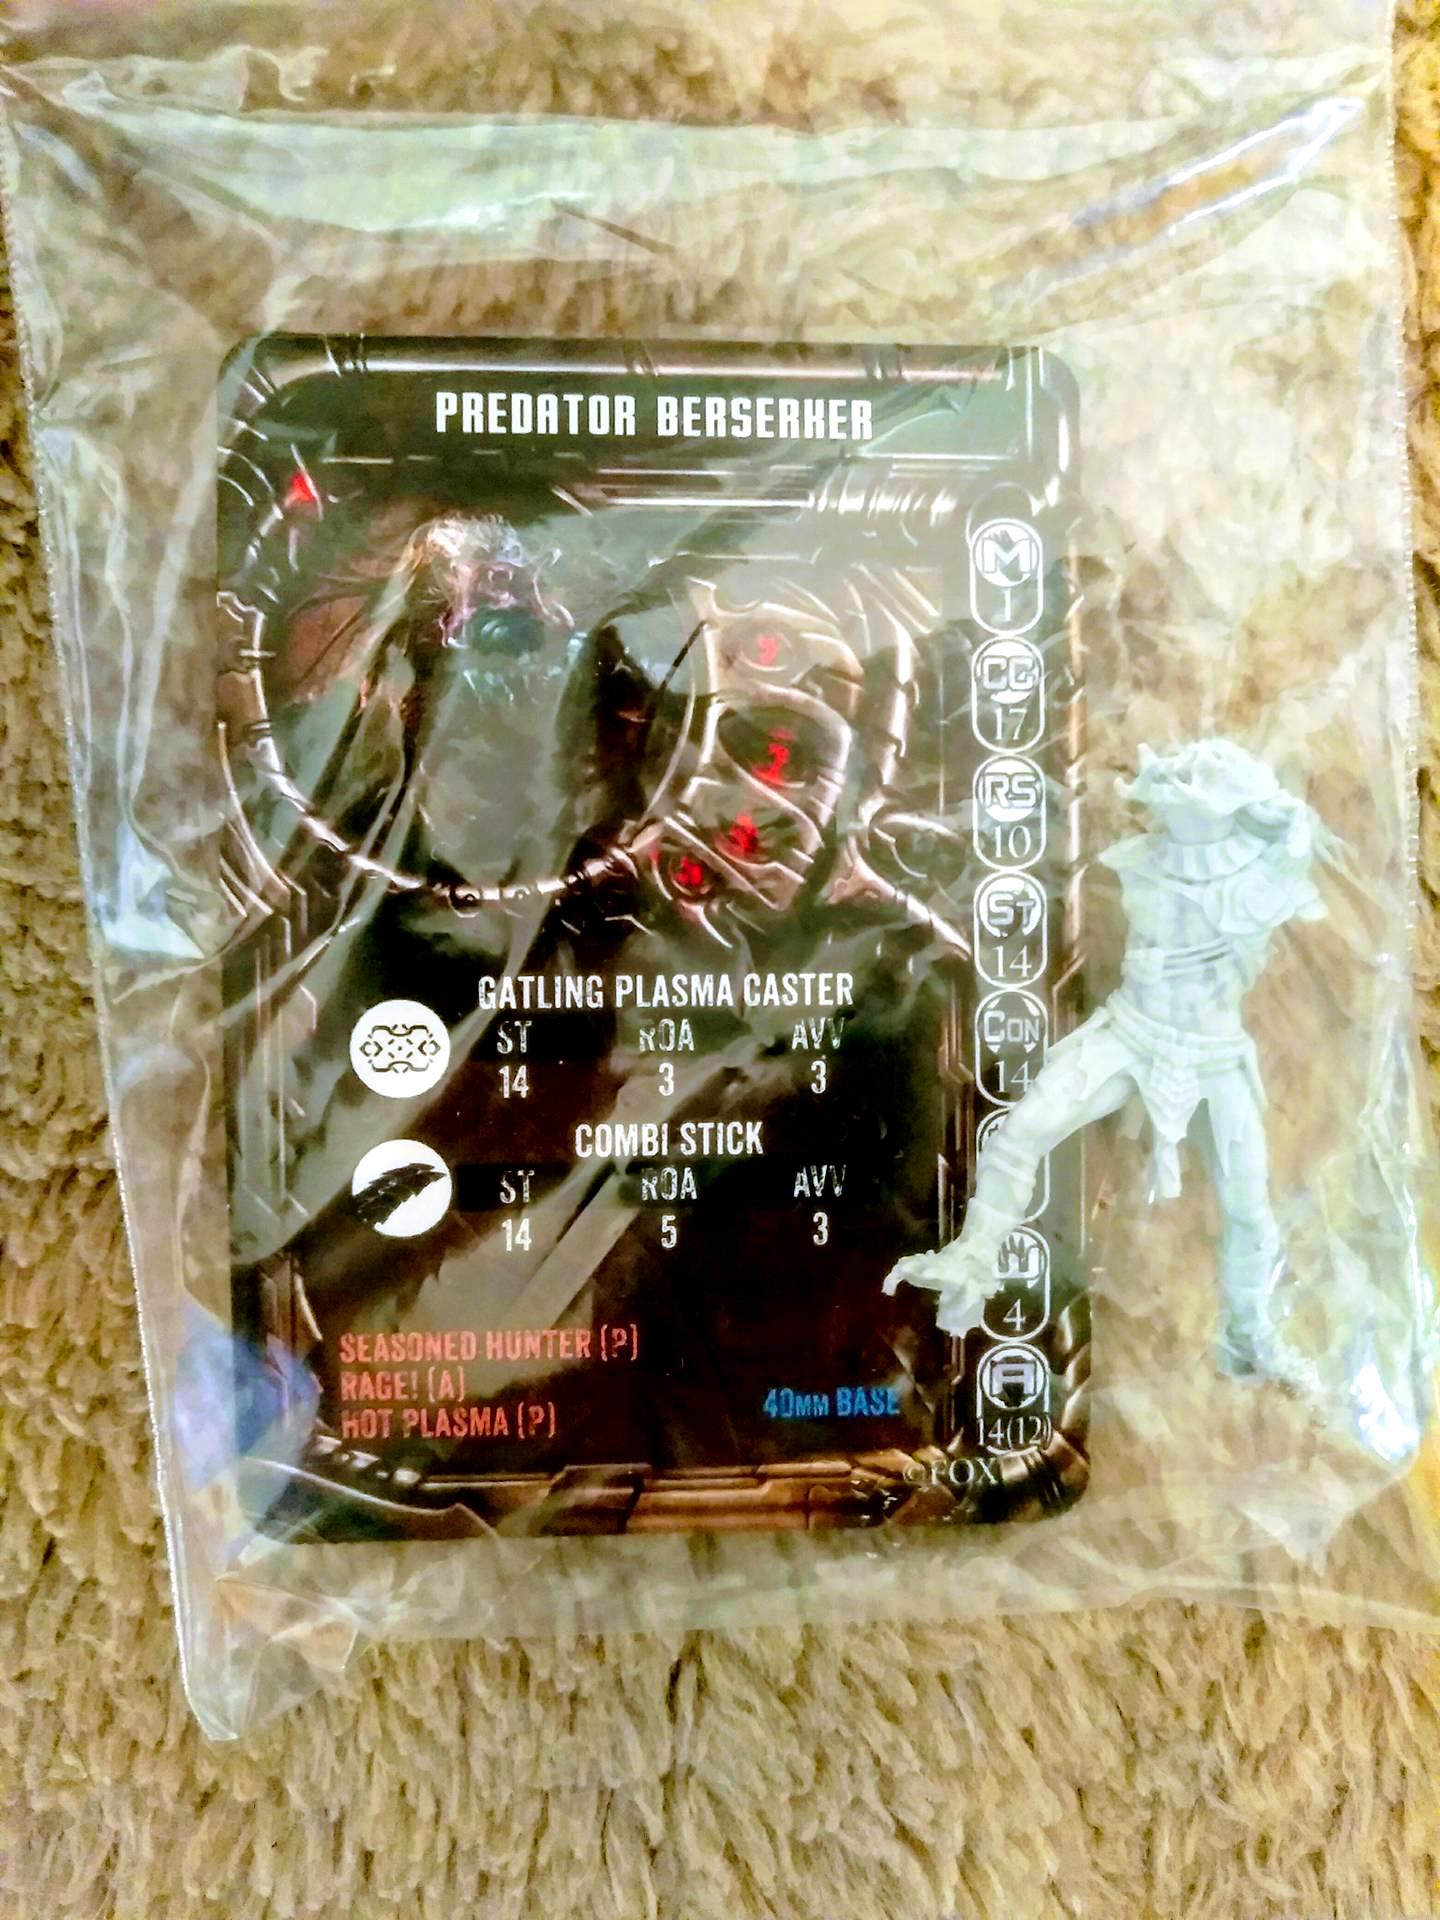 PREDATOR BERSERKER
M
1
CC
17
RS
10
ST
14
CON
14
GATLING PLASMA CASTER
ST ROA AVV
14 3 3
COMBI STICK
ST ROA AVV
14 5 3
W
4
A
14(12)
SEASONED HUNTER (P)
RAGE! (A)
HOT PLASMA (P)
40MM BASE
©FOX